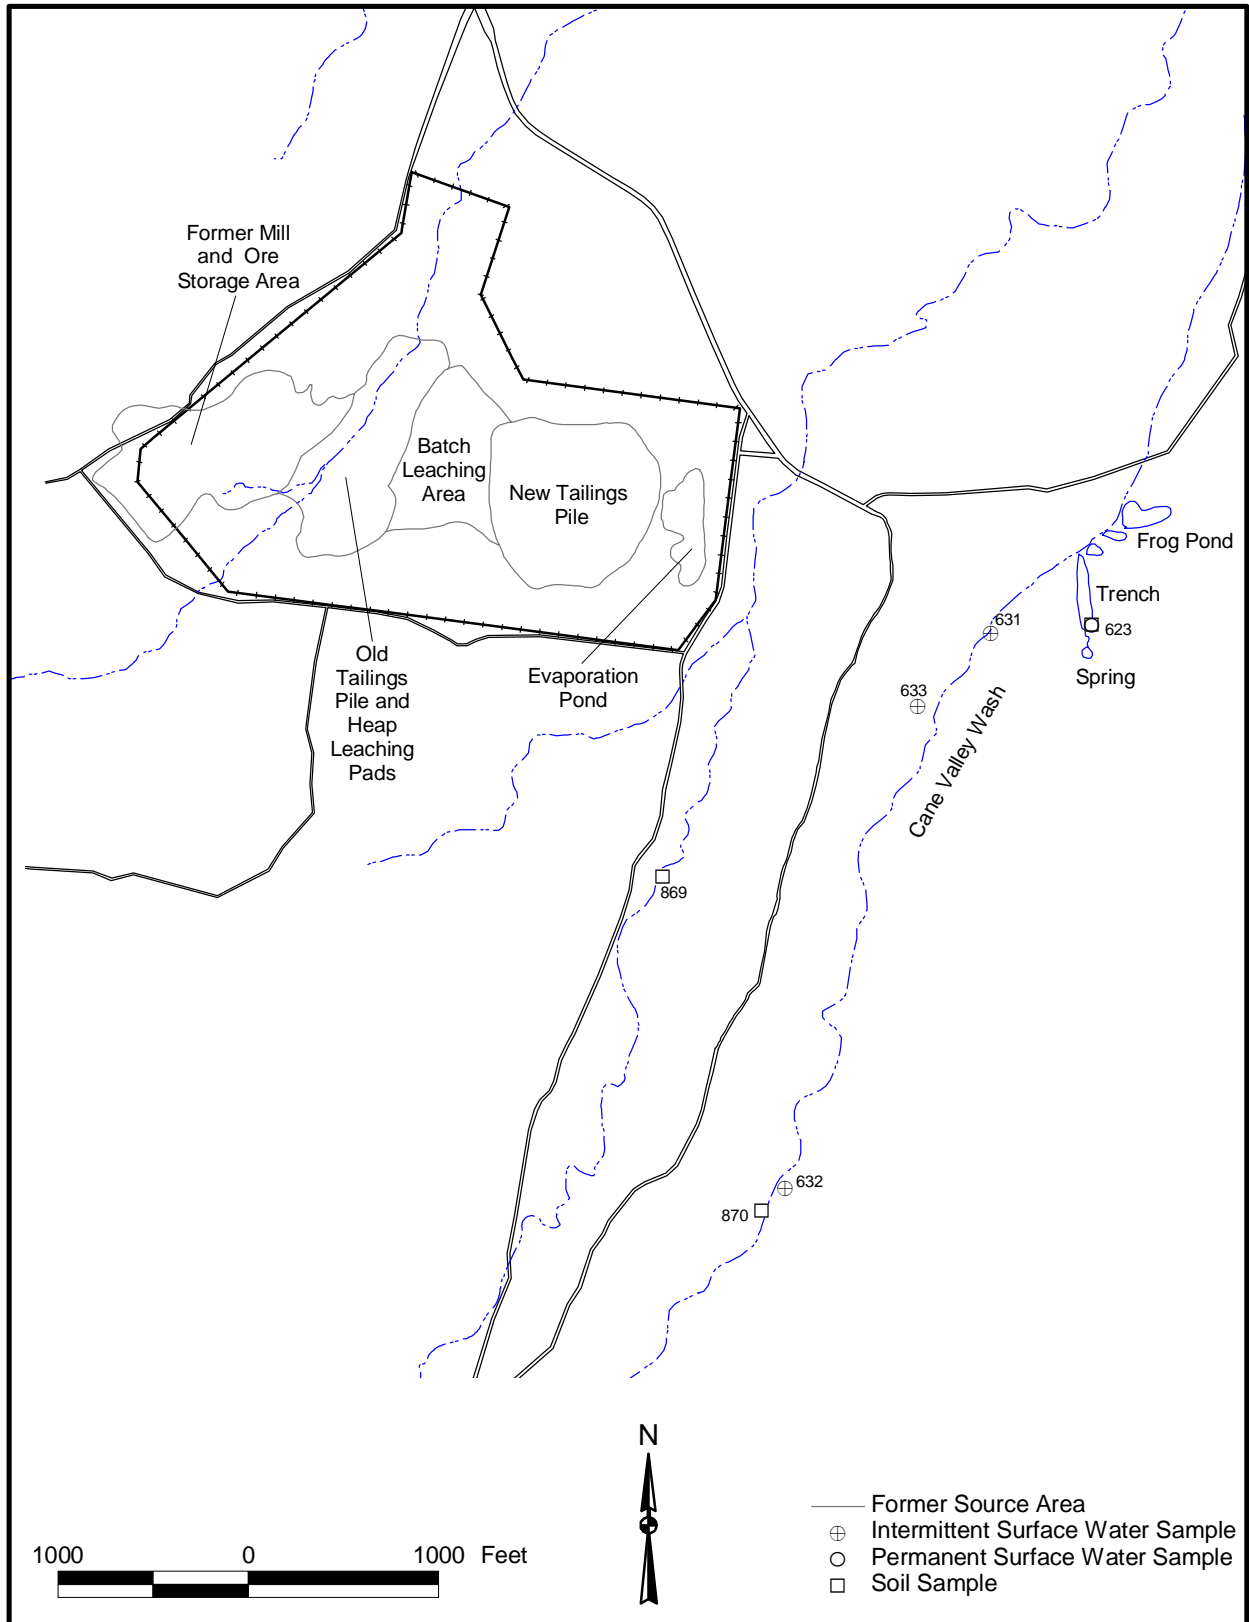 Former Mill
and Ore
Storage Area
Batch
Leaching
Area
New Tailings
Pile
Frog Pond
Trench
623
631
Spring
633
Old
Tailings
Pile and
Heap
Leaching
Pads
Evaporation
Pond
Cane Valley Wash
869
632
870
N
1000 0 1000 Feet
Former Source Area
Intermittent Surface Water Sample
Permanent Surface Water Sample
Soil Sample